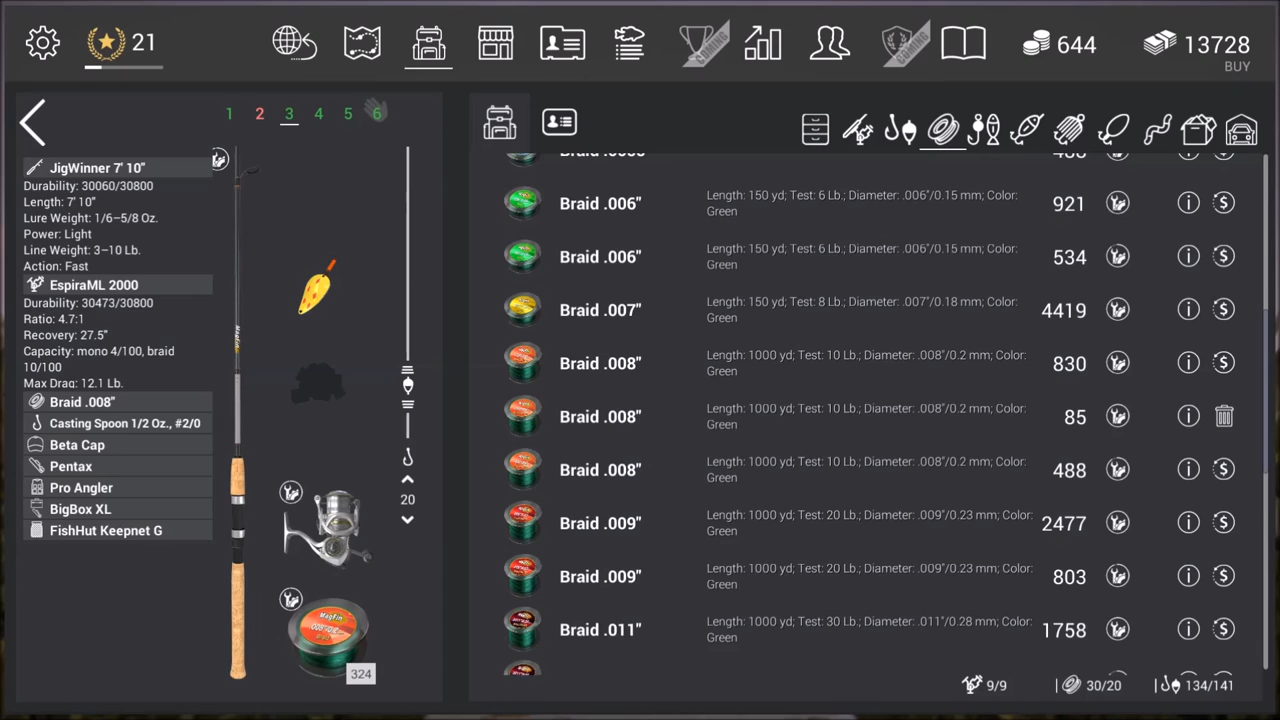 21
COMING
COMING
644
13728
BUY
1 2 3 4 5 6
JigWinner 7' 10"
Durability: 30060/30800
Length: 7' 10"
Lure Weight: 1/6–5/8 Oz.
Power: Light
Line Weight: 3–10 Lb.
Action: Fast
EspiraML 2000
Durability: 30473/30800
Ratio: 4.7:1
Recovery: 27.5"
Capacity: mono 4/100, braid
10/100
Max Drag: 12.1 Lb.
Braid .008"
Casting Spoon 1/2 Oz., #2/0
Beta Cap
Pentax
Pro Angler
BigBox XL
FishHut Keepnet G
20
MagFin
324
Braid .006"
Length: 150 yd; Test: 6 Lb.; Diameter: .006"/0.15 mm; Color:
Green
921
Braid .006"
Length: 150 yd; Test: 6 Lb.; Diameter: .006"/0.15 mm; Color:
Green
534
Braid .007"
Length: 150 yd; Test: 8 Lb.; Diameter: .007"/0.18 mm; Color:
Green
4419
Braid .008"
Length: 1000 yd; Test: 10 Lb.; Diameter: .008"/0.2 mm; Color:
Green
830
Braid .008"
Length: 1000 yd; Test: 10 Lb.; Diameter: .008"/0.2 mm; Color:
Green
85
Braid .008"
Length: 1000 yd; Test: 10 Lb.; Diameter: .008"/0.2 mm; Color:
Green
488
Braid .009"
Length: 1000 yd; Test: 20 Lb.; Diameter: .009"/0.23 mm; Color:
Green
2477
Braid .009"
Length: 1000 yd; Test: 20 Lb.; Diameter: .009"/0.23 mm; Color:
Green
803
Braid .011"
Length: 1000 yd; Test: 30 Lb.; Diameter: .011"/0.28 mm; Color:
Green
1758
9/9
30/20
134/141